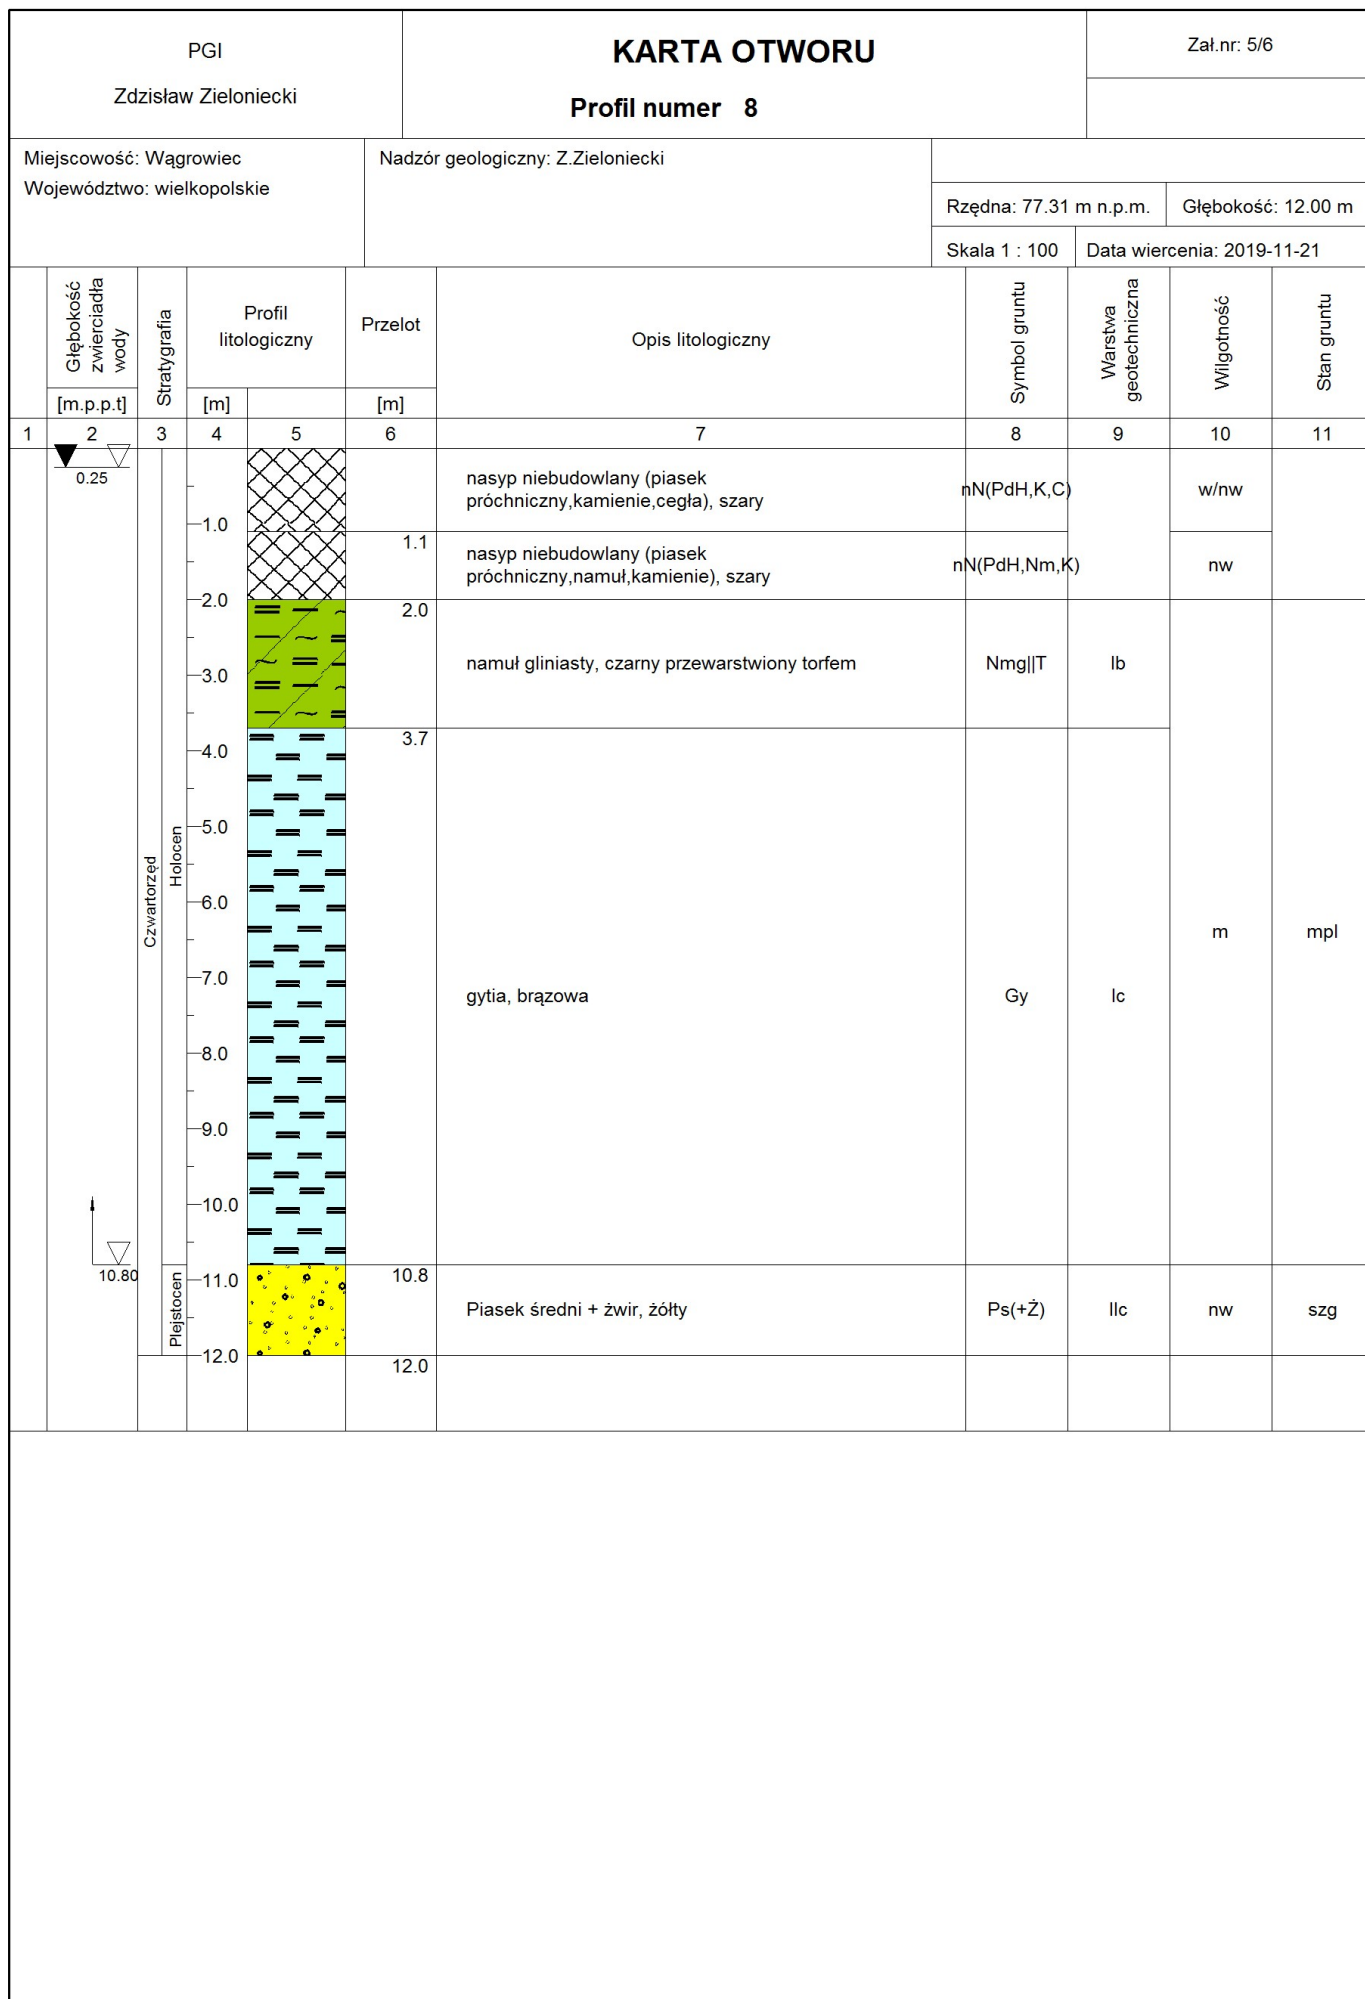 PGI
Zdzisław Zieloniecki
KARTA OTWORU
Profil numer 8
Zał.nr: 5/6
Miejscowość: Wągrowiec
Województwo: wielkopolskie
Nadzór geologiczny: Z.Zieloniecki
Rzędna: 77.31 m n.p.m.
Głębokość: 12.00 m
Skala 1 : 100
Data wiercenia: 2019-11-21
Głębokość
zwierciadła
wody
[m.p.p.t]
Stratygrafia
Profil
litologiczny
[m]
Przelot
[m]
Opis litologiczny
Symbol gruntu
Warstwa
geotechniczna
Wilgotność
Stan gruntu
1 2 3 4 5 6 7 8 9 10 11
0.25
nasyp niebudowlany (piasek
próchniczny,kamienie,cegła), szary
nN(PdH,K,C)
w/nw
1.0
1.1
nasyp niebudowlany (piasek
próchniczny,namuł,kamienie), szary
nN(PdH,Nm,K)
nw
2.0
2.0
namuł gliniasty, czarny przewarstwiony torfem
Nmg||T
Ib
3.0
3.7
4.0
5.0
Czwartorzęd
Holocen
6.0
m
mpl
7.0
gytia, brązowa
Gy
Ic
8.0
9.0
10.0
10.80
10.8
11.0
Plejstocen
Piasek średni + żwir, żółty
Ps(+Ż)
IIc
nw
szg
12.0
12.0